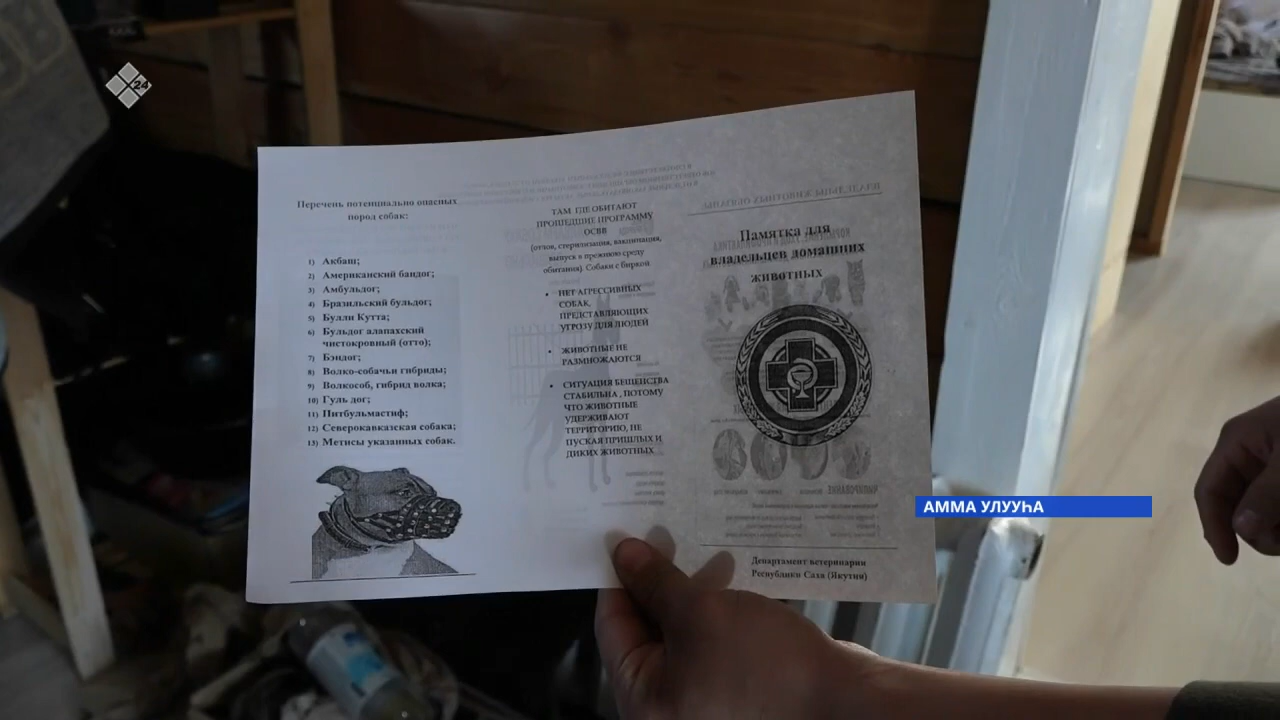 24
Перечень потенциально опасных
пород собак:
1) Акбаш;
2) Американский бандог;
3) Амбульдог;
4) Бразильский бульдог;
5) Булли Кутта;
6) Бульдог алапахский
чистокровный (отто);
7) Бэндог;
8) Волко-собачьи гибриды;
9) Волкособ, гибрид волка;
10) Гуль дог;
11) Питбульмастиф;
12) Северокавказская собака;
13) Метисы указанных собак.
ТАМ ГДЕ ОБИТАЮТ
ПРОШЕДШИЕ ПРОГРАММУ
ОСВВ
(отлов, стерилизация, вакцинация,
выпуск в прежнюю среду
обитания). Собаки с биркой
• НЕТ АГРЕССИВНЫХ
СОБАК,
ПРЕДСТАВЛЯЮЩИХ
УГРОЗУ ДЛЯ ЛЮДЕЙ
• ЖИВОТНЫЕ НЕ
РАЗМНОЖАЮТСЯ
• СИТУАЦИЯ БЕШЕНСТВА
СТАБИЛЬНА , ПОТОМУ
ЧТО ЖИВОТНЫЕ
УДЕРЖИВАЮТ
ТЕРРИТОРИЮ, НЕ
ПУСКАЯ ПРИШЛЫХ И
ДИКИХ ЖИВОТНЫХ
Памятка для
владельцев домашних
животных
Департамент ветеринарии
Республики Саха (Якутия)
АММА УЛУУҺА